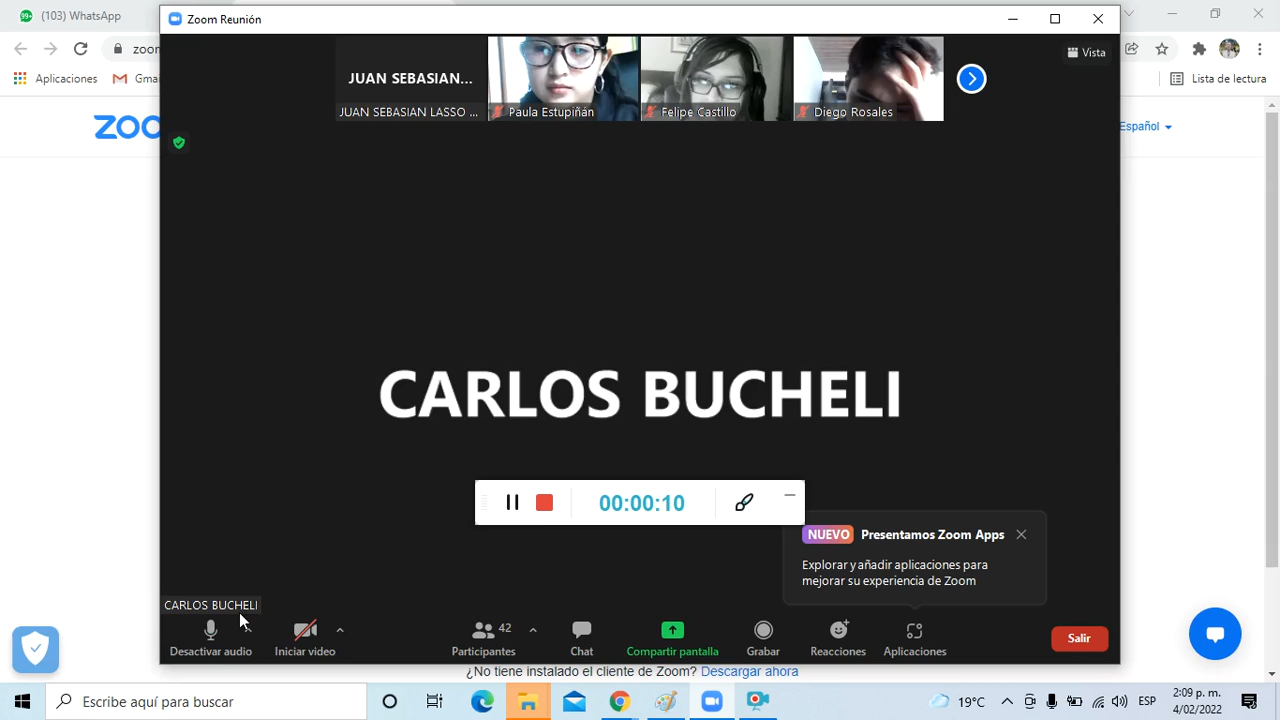 99+
(103) WhatsApp
Zoom Reunión
zoom
Aplicaciones
Lista de lectura
Español
JUAN SEBASIAN...
JUAN SEBASIAN LASSO ...
Paula Estupiñán
Felipe Castillo
Diego Rosales
Vista
CARLOS BUCHELI
00:00:10
NUEVO Presentamos Zoom Apps
Explorar y añadir aplicaciones para
mejorar su experiencia de Zoom
CARLOS BUCHELI
42
Desactivar audio
Iniciar video
Participantes
Chat
Compartir pantalla
Grabar
Reacciones
Aplicaciones
Salir
¿No tiene instalado el cliente de Zoom? Descargar ahora
Escribe aquí para buscar
19°C
ESP
2:09 p. m.
4/02/2022